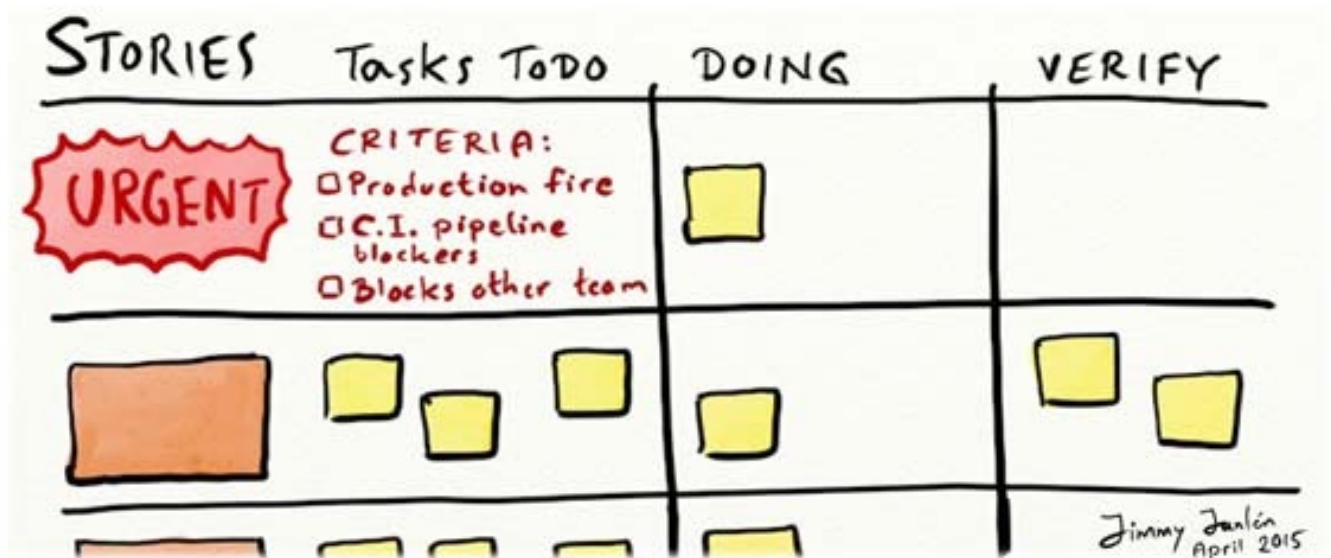 STORIES Tasks TODO DOING VERIFY
URGENT
CRITERIA:
Production fire
C.I. pipeline
blockers
Blocks other team
Jimmy Janlén
April 2015